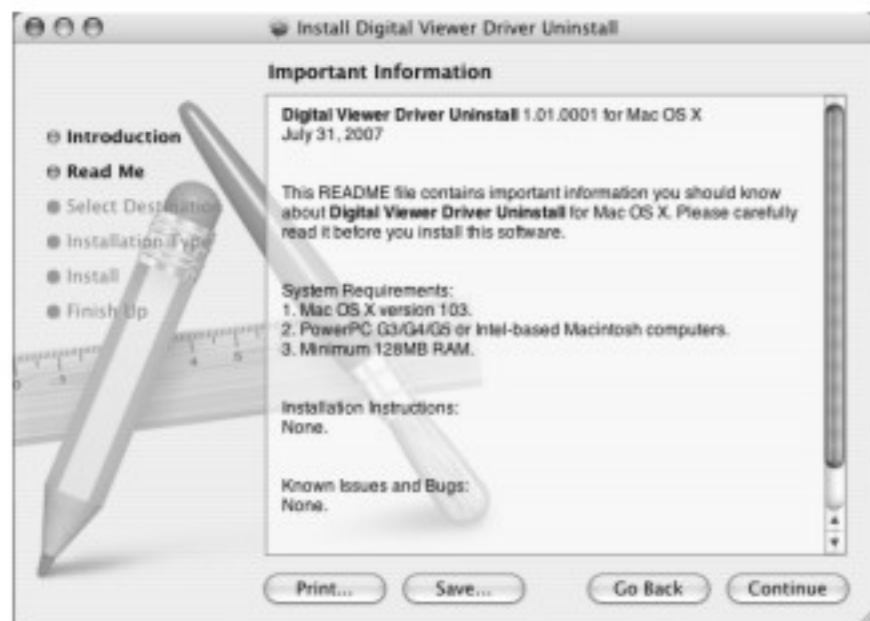 Install Digital Viewer Driver Uninstall
Important Information
Introduction
Read Me
Select Destination
Installation Type
Install
Finish Up
Digital Viewer Driver Uninstall 1.01.0001 for Mac OS X
July 31, 2007
This README file contains important information you should know
about Digital Viewer Driver Uninstall for Mac OS X. Please carefully
read it before you install this software.
System Requirements:
1. Mac OS X version 103.
2. PowerPC G3/G4/G5 or Intel-based Macintosh computers.
3. Minimum 128MB RAM.
Installation Instructions:
None.
Known Issues and Bugs:
None.
Print...
Save...
Go Back
Continue